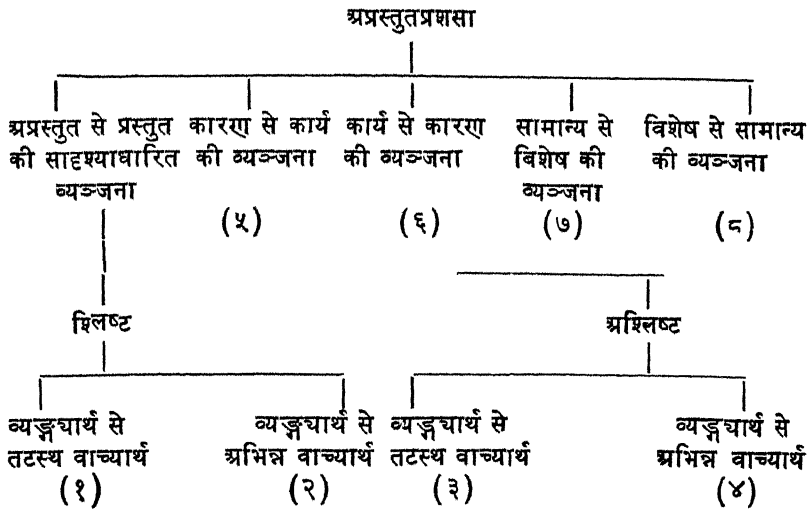 अप्रस्तुतप्रशसा
अप्रस्तुत से प्रस्तुत कारण से कार्य कार्य से कारण सामान्य से विशेष से सामान्य
की सादृश्याधारित की व्यञ्जना की व्यञ्जना विशेष की की व्यञ्जना
व्यञ्जना व्यञ्जना
(५) (६) (७) (८)
श्लिष्ट अश्लिष्ट
व्यङ्ग्यार्थ से व्यङ्ग्यार्थ से व्यङ्ग्यार्थ से व्यङ्ग्यार्थ से
तटस्थ वाच्यार्थ अभिन्न वाच्यार्थ तटस्थ वाच्यार्थ अभिन्न वाच्यार्थ
(१) (२) (३) (४)